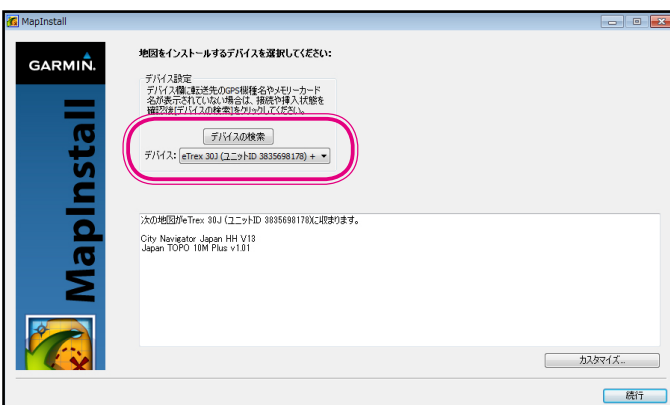 MapInstall
GARMIN.
MapInstall
地図をインストールするデバイスを選択してください:
デバイス設定
デバイス欄に転送先のGPS機種名やメモリーカード
名が表示されていない場合は、接続や挿入状態を
確認後[デバイスの検索]をクリックしてください。
デバイスの検索
デバイス: eTrex 30J (ユニットID 3835698178) +
次の地図がeTrex 30J (ユニットID 3835698178)に収まります。
City Navigator Japan HH V13
Japan TOPO 10M Plus v1.01
カスタマイズ...
続行